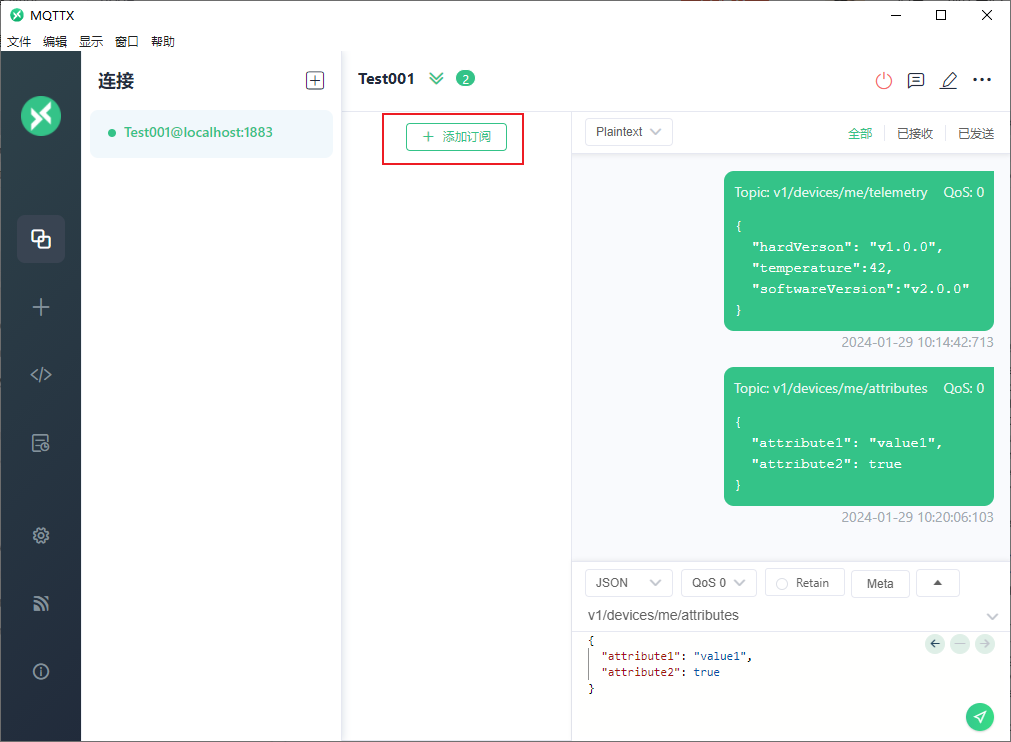 MQTTX
文件 编辑 显示 窗口 帮助
连接
Test001@localhost:1883
Test001 2
添加订阅
Plaintext
全部 已接收 已发送
Topic: v1/devices/me/telemetry QoS: 0
{
"hardVerson": "v1.0.0",
"temperature":42,
"softwareVersion":"v2.0.0"
}
2024-01-29 10:14:42:713
Topic: v1/devices/me/attributes QoS: 0
{
"attribute1": "value1",
"attribute2": true
}
2024-01-29 10:20:06:103
JSON QoS 0 Retain Meta
v1/devices/me/attributes
{
"attribute1": "value1",
"attribute2": true
}